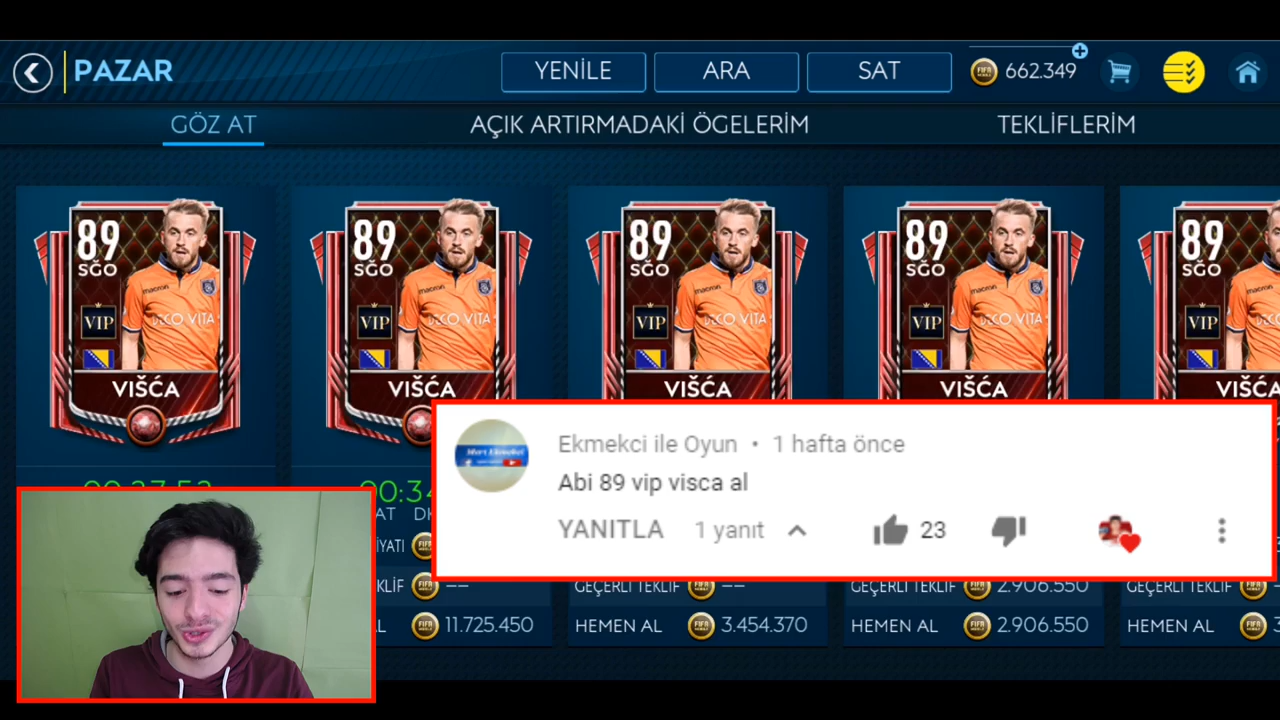 PAZAR
YENİLE
ARA
SAT
662.349
GÖZ AT
AÇIK ARTIRMADAKİ ÖGELERİM
TEKLİFLERİM
89
SĞO
VIP
VIŠĆA
89
SĞO
VIP
VIŠĆA
89
SĞO
VIP
VIŠĆA
89
SĞO
VIP
VIŠĆA
89
SĞO
VIP
VIŠĆA
Ekmekci ile Oyun • 1 hafta önce
Abi 89 vip visca al
YANITLA 1 yanıt 23
GEÇERLİ TEKLİF --
GEÇERLİ TEKLİF 2.906.550
GEÇERLİ TEKLİF
11.725.450
HEMEN AL 3.454.370
HEMEN AL 2.906.550
HEMEN AL